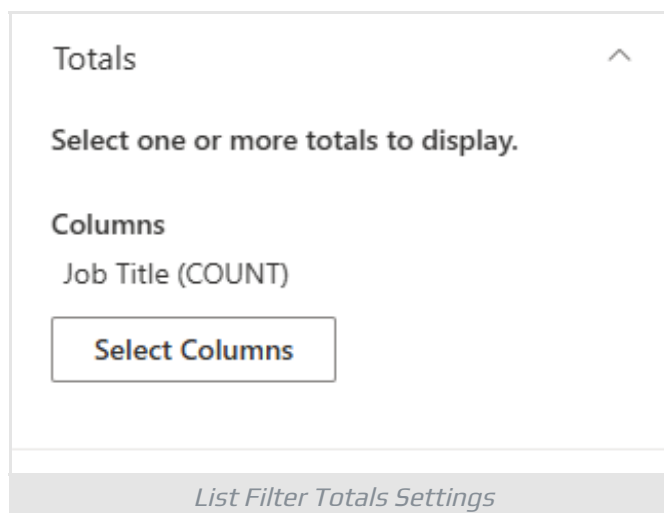 Totals
Select one or more totals to display.
Columns
Job Title (COUNT)
Select Columns
List Filter Totals Settings